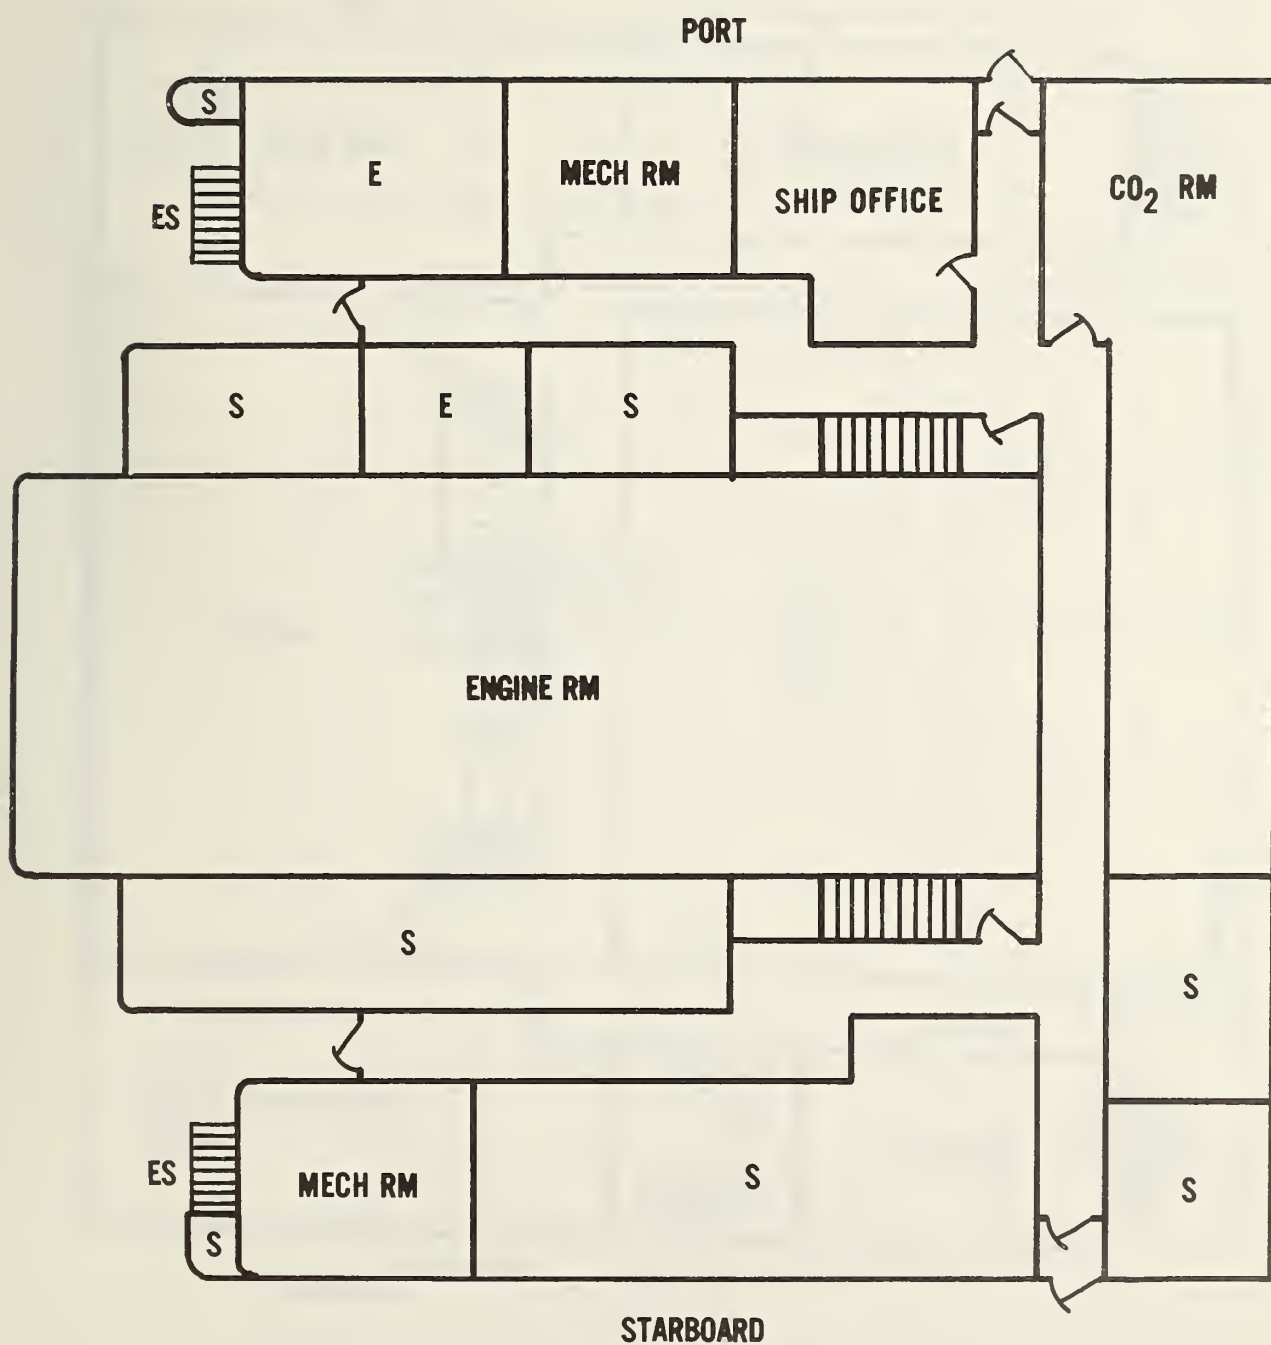 PORT
S
E
MECH RM
SHIP OFFICE
CO₂ RM
ES
S
E
S
ENGINE RM
S
S
ES
MECH RM
S
S
S
STARBOARD